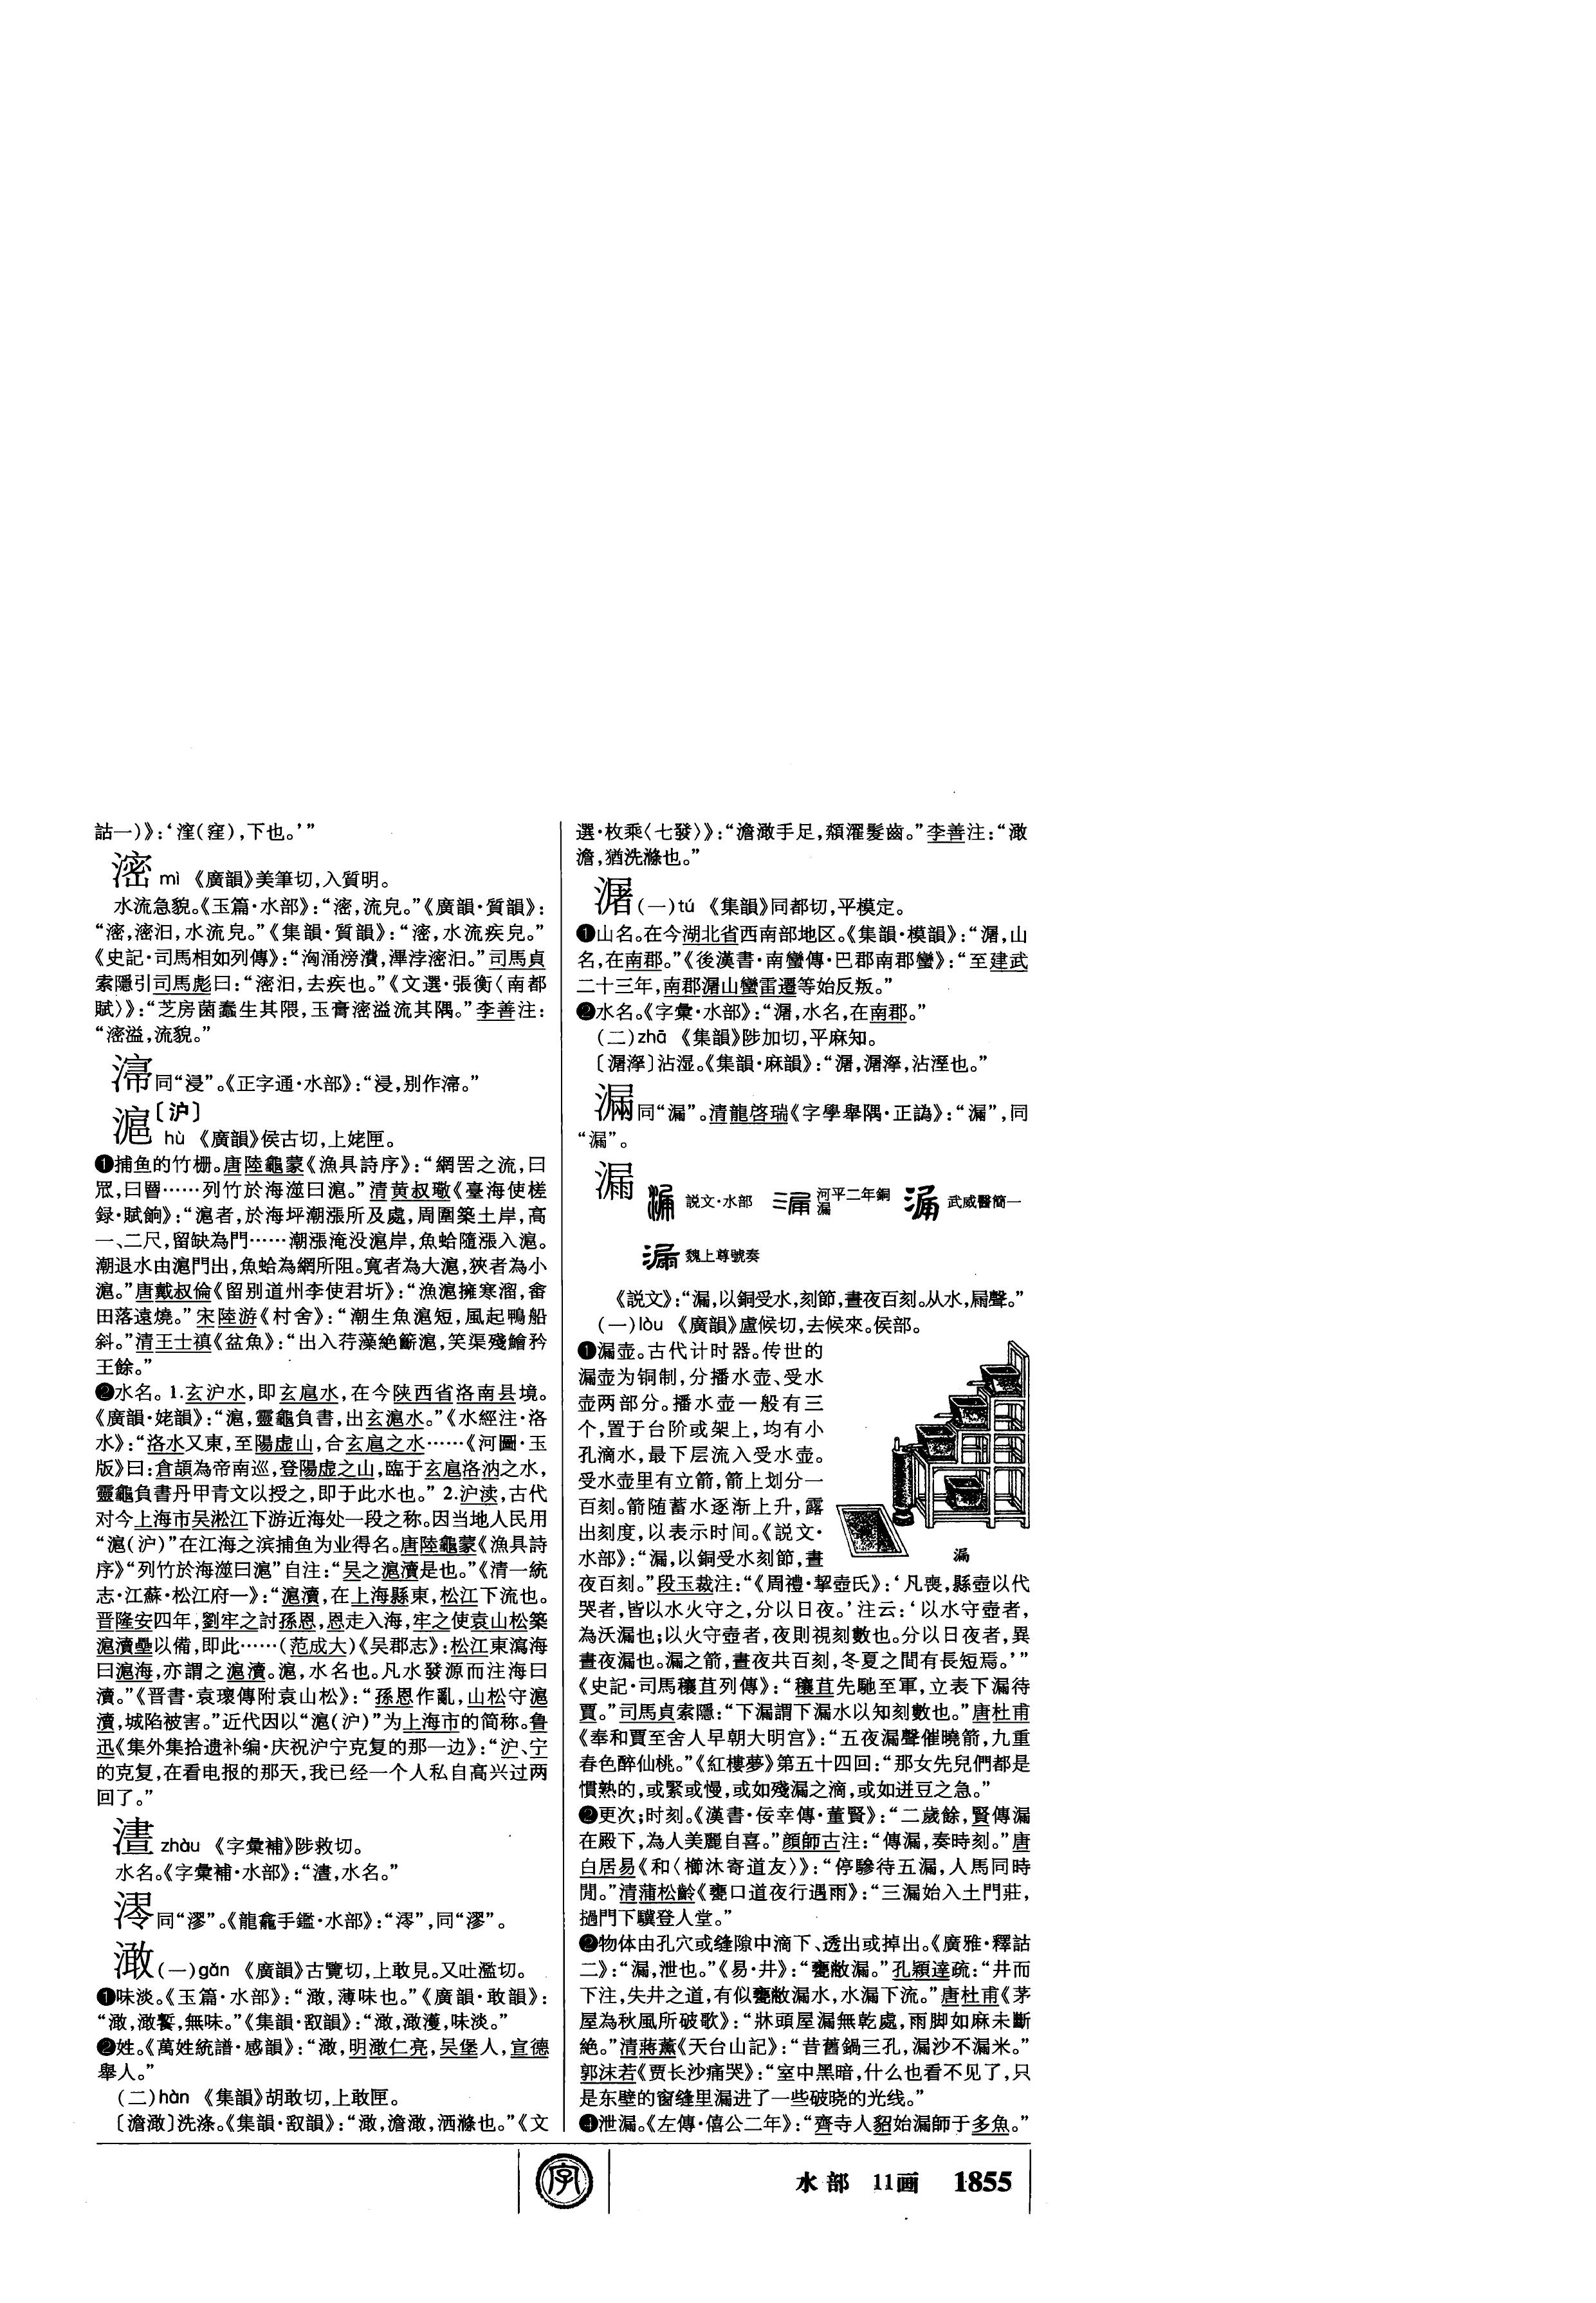 詁一)》:‘漥(窪),下也。’”
滵 mì 《廣韻》美筆切,入質明。
水流急貌。《玉篇·水部》:“滵,流皃。”《廣韻·質韻》:
“滵,滵汩,水流皃。”《集韻·質韻》:“滵,水流疾皃。”
《史記·司馬相如列傳》:“洶涌滂㵒,滭浡滵汩。”司馬貞
索隱引司馬彪曰:“滵汩,去疾也。”《文選·張衡〈南都
賦〉》:“芝房菌蠢生其隈,玉膏滵溢流其隅。”李善注:
“滵溢,流貌。”
同“浸”。《正字通·水部》:“浸,别作𣹰。”
滬〔沪〕
hù 《廣韻》侯古切,上姥匣。
❶捕鱼的竹栅。唐陸龜蒙《漁具詩序》:“網罟之流,曰
罛,曰罾……列竹於海澨曰滬。”清黄叔璥《臺海使槎
録·賦餉》:“滬者,於海坪潮漲所及處,周圍築土岸,高
一、二尺,留缺為門……潮漲淹没滬岸,魚蛤隨漲入滬。
潮退水由滬門出,魚蛤為網所阻。寬者為大滬,狹者為小
滬。”唐戴叔倫《留别道州李使君圻》:“漁滬擁寒溜,畬
田落遠燒。”宋陸游《村舍》:“潮生魚滬短,風起鴨船
斜。”清王士禛《盆魚》:“出入荇藻絶籪滬,笑渠殘鱠矜
王餘。”
❷水名。1.玄沪水,即玄扈水,在今陕西省洛南县境。
《廣韻·姥韻》:“滬,靈龜負書,出玄滬水。”《水經注·洛
水》:“洛水又東,至陽虚山,合玄扈之水……《河圖·玉
版》曰:倉頡為帝南巡,登陽虚之山,臨于玄扈洛汭之水,
靈龜負書丹甲青文以授之,即于此水也。” 2.沪渎,古代
对今上海市吴淞江下游近海处一段之称。因当地人民用
“滬(沪)”在江海之滨捕鱼为业得名。唐陸龜蒙《漁具詩
序》“列竹於海澨曰滬”自注:“吴之滬瀆是也。”《清一統
志·江蘇·松江府一》:“滬瀆,在上海縣東,松江下流也。
晋隆安四年,劉牢之討孫恩,恩走入海,牢之使袁山松築
滬瀆壘以備,即此……(范成大)《吴郡志》:松江東瀉海
曰滬海,亦謂之滬瀆。滬,水名也。凡水發源而注海曰
瀆。”《晋書·袁瓌傳附袁山松》:“孫恩作亂,山松守滬
瀆,城陷被害。”近代因以“滬(沪)”为上海市的简称。鲁
迅《集外集拾遗补编·庆祝沪宁克复的那一边》:“沪、宁
的克复,在看电报的那天,我已经一个人私自高兴过两
回了。”
zhòu 《字彙補》陟救切。
水名。《字彙補·水部》:“水名。”
同“漻”。《龍龕手鑑·水部》:同“漻”。
澉 (一)gǎn 《廣韻》古覽切,上敢見。又吐濫切。
❶味淡。《玉篇·水部》:“澉,薄味也。”《廣韻·敢韻》:
“澉,澉䭕,無味。”《集韻·敢韻》:“澉,澉濩,味淡。”
❷姓。《萬姓統譜·感韻》:“澉,明澉仁亮,吴堡人,宣德
舉人。”
(二)hàn 《集韻》胡敢切,上敢匣。
〔澹澉〕洗涤。《集韻·敢韻》:“澉,澹澉,洒滌也。”《文
選·枚乘〈七發〉》:“澹澉手足,頮濯髮齒。”李善注:“澉
澹,猶洗滌也。”
潳 (一)tú 《集韻》同都切,平模定。
❶山名。在今湖北省西南部地区。《集韻·模韻》:“潳,山
名,在南郡。”《後漢書·南蠻傳·巴郡南郡蠻》:“至建武
二十三年,南郡潳山蠻雷遷等始反叛。”
❷水名。《字彙·水部》:“潳,水名,在南郡。”
(二)zhā 《集韻》陟加切,平麻知。
〔潳㴙〕沾湿。《集韻·麻韻》:“潳,潳㴙,沾溼也。”
同“漏”。清龍啓瑞《字學舉隅·正譌》:同
“漏”。
漏 説文·水部 河平二年銅漏 武威醫簡一
魏上尊號奏
《説文》:“漏,以銅受水,刻節,晝夜百刻。从水,屚聲。”
(一)lòu 《廣韻》盧候切,去候來。侯部。
❶漏壶。古代计时器。传世的
漏壶为铜制,分播水壶、受水
壶两部分。播水壶一般有三
个,置于台阶或架上,均有小
孔滴水,最下层流入受水壶。
受水壶里有立箭,箭上划分一
百刻。箭随蓄水逐渐上升,露
出刻度,以表示时间。《説文·
水部》:“漏,以銅受水刻節,晝
漏
夜百刻。”段玉裁注:“《周禮·挈壺氏》:‘凡喪,縣壺以代
哭者,皆以水火守之,分以日夜。’注云:‘以水守壺者,
為沃漏也;以火守壺者,夜則視刻數也。分以日夜者,異
晝夜漏也。漏之箭,晝夜共百刻,冬夏之間有長短焉。’”
《史記·司馬穰苴列傳》:“穰苴先馳至軍,立表下漏待
賈。”司馬貞索隱:“下漏謂下漏水以知刻數也。”唐杜甫
《奉和賈至舍人早朝大明宫》:“五夜漏聲催曉箭,九重
春色醉仙桃。”《紅樓夢》第五十四回:“那女先兒們都是
慣熟的,或緊或慢,或如殘漏之滴,或如迸豆之急。”
❷更次;时刻。《漢書·佞幸傳·董賢》:“二歲餘,賢傳漏
在殿下,為人美麗自喜。”顔師古注:“傳漏,奏時刻。”唐
白居易《和〈櫛沐寄道友〉》:“停驂待五漏,人馬同時
閒。”清蒲松齡《甕口道夜行遇雨》:“三漏始入土門莊,
撾門下驥登人堂。”
❷物体由孔穴或缝隙中滴下、透出或掉出。《廣雅·釋詁
二》:“漏,泄也。”《易·井》:“甕敝漏。”孔穎達疏:“井而
下注,失井之道,有似甕敝漏水,水漏下流。”唐杜甫《茅
屋為秋風所破歌》:“牀頭屋漏無乾處,雨脚如麻未斷
絶。”清蔣薰《天台山記》:“昔舊鍋三孔,漏沙不漏米。”
郭沫若《贾长沙痛哭》:“室中黑暗,什么也看不见了,只
是东壁的窗缝里漏进了一些破晓的光线。”
❹泄漏。《左傳·僖公二年》:“齊寺人貂始漏師于多魚。”
字
水部 11画 1855